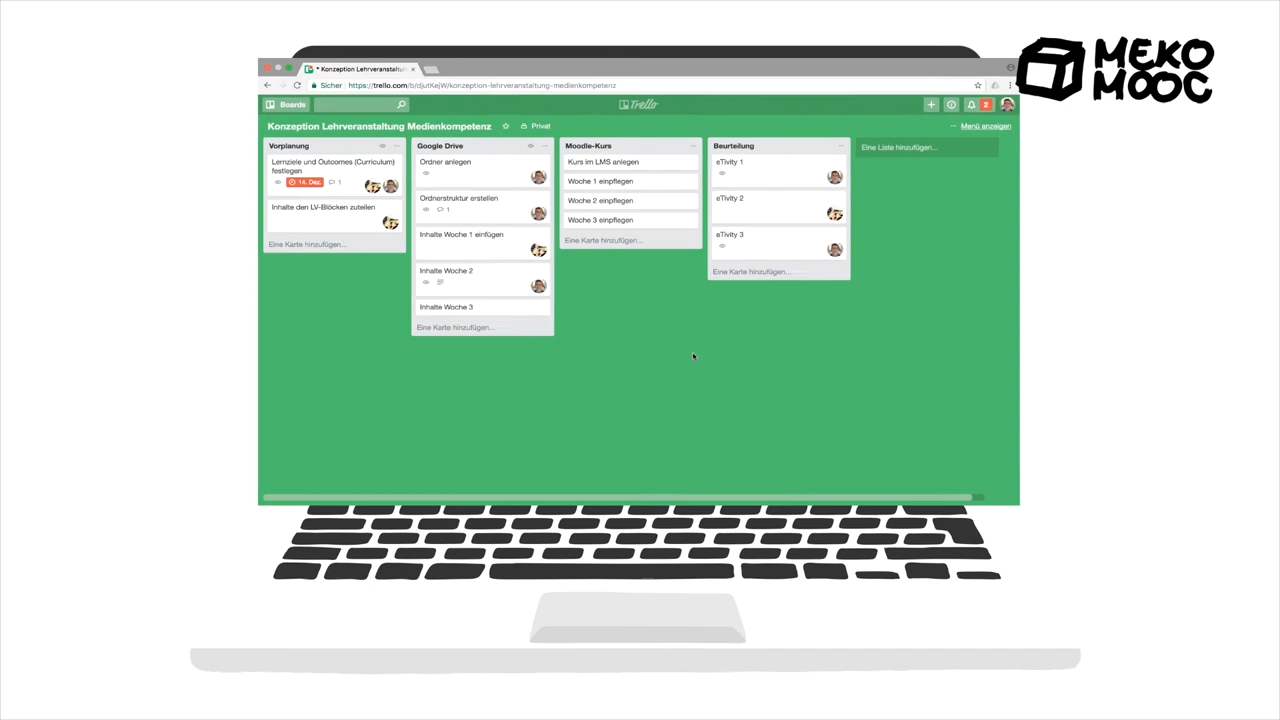 MEKO
MOOC
* Konzeption Lehrveranstaltung
Sicher https://trello.com/b/djutKejW/konzeption-lehrveranstaltung-medienkompetenz
Boards
Trello
2
Konzeption Lehrveranstaltung Medienkompetenz
Privat
Menü anzeigen
Vorplanung
Lernziele und Outcomes (Curriculum)
festlegen
14. Dez.
1
Inhalte den LV-Blöcken zuteilen
Eine Karte hinzufügen...
Google Drive
Ordner anlegen
Ordnerstruktur erstellen
1
Inhalte Woche 1 einfügen
Inhalte Woche 2
Inhalte Woche 3
Eine Karte hinzufügen...
Moodle-Kurs
Kurs im LMS anlegen
Woche 1 einpflegen
Woche 2 einpflegen
Woche 3 einpflegen
Eine Karte hinzufügen...
Beurteilung
eTivity 1
eTivity 2
eTivity 3
Eine Karte hinzufügen...
Eine Liste hinzufügen...